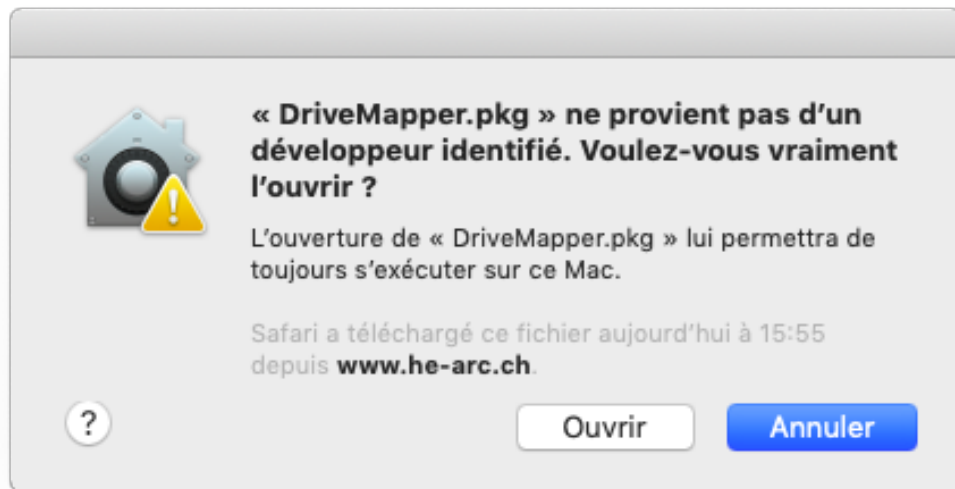 « DriveMapper.pkg » ne provient pas d’un
développeur identifié. Voulez-vous vraiment
l’ouvrir ?
L’ouverture de « DriveMapper.pkg » lui permettra de
toujours s’exécuter sur ce Mac.
Safari a téléchargé ce fichier aujourd’hui à 15:55
depuis www.he-arc.ch.
?
Ouvrir
Annuler